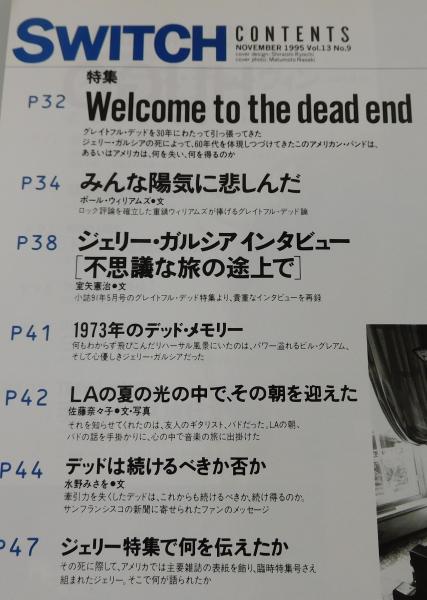 SWITCH
CONTENTS
NOVEMBER 1995 Vol.13 No.9
cover design: Shiraishi Ryoichi
cover photo: Matumoto Naoaki
特集
P32 Welcome to the dead end
グレイトフル・デッドを30年にわたって引っ張ってきた
ジェリー・ガルシアの死によって、60年代を体現しつづけてきたこのアメリカン・バンドは、
あるいはアメリカは、何を失い、何を得るのか
P34 みんな陽気に悲しんだ
ポール・ウィリアムズ●文
ロック評論を確立した重鎮ウィリアムズが捧げるグレイトフル・デッド論
P38 ジェリー・ガルシアインタビュー
[不思議な旅の途上で]
室矢憲治●文
小誌91年5月号のグレイトフル・デッド特集より、貴重なインタビューを再録
P41 1973年のデッド・メモリー
何もわからず飛びこんだリハーサル風景にいたのは、パワー溢れるビル・グレアム、
そして心優しきジェリー・ガルシアだった
P42 LAの夏の光の中で、その朝を迎えた
佐藤奈々子●文・写真
それを知らせてくれたのは、友人のギタリスト、バドだった。LAの朝、
バドの話を手掛かりに、心の中で音楽の旅に出掛けた
P44 デッドは続けるべきか否か
水野みさを●文
牽引力を失くしたデッドは、これからも続けるべきか、続け得るのか。
サンフランシスコの新聞に寄せられたファンのメッセージ
P47 ジェリー特集で何を伝えたか
その死に際して、アメリカでは主要雑誌の表紙を飾り、臨時特集号さえ
組まれたジェリー。そこで何が語られたか